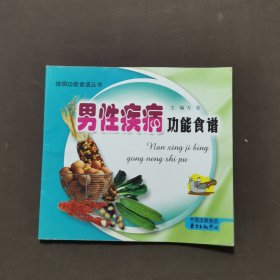 祛病功能食谱丛书
主编 方佳
男性疾病功能食谱
Nan xing ji bing
gong neng shi pu
中国出版集团
东方出版中心